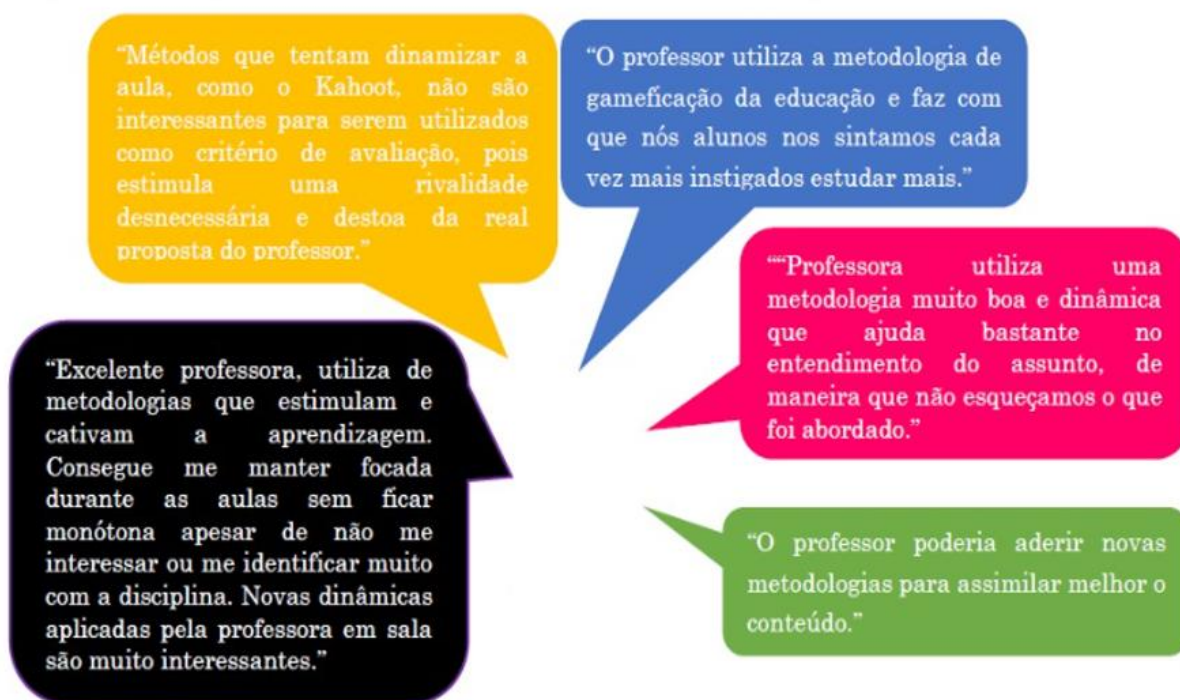 “Métodos que tentam dinamizar a
aula, como o Kahoot, não são
interessantes para serem utilizados
como critério de avaliação, pois
estimula uma rivalidade
desnecessária e destoa da real
proposta do professor.”
“O professor utiliza a metodologia de
gameficação da educação e faz com
que nós alunos nos sintamos cada
vez mais instigados estudar mais.”
““Professora utiliza uma
metodologia muito boa e dinâmica
que ajuda bastante no
entendimento do assunto, de
maneira que não esqueçamos o que
foi abordado.”
“Excelente professora, utiliza de
metodologias que estimulam e
cativam a aprendizagem.
Consegue me manter focada
durante as aulas sem ficar
monótona apesar de não me
interessar ou me identificar muito
com a disciplina. Novas dinâmicas
aplicadas pela professora em sala
são muito interessantes.”
“O professor poderia aderir novas
metodologias para assimilar melhor o
conteúdo.”